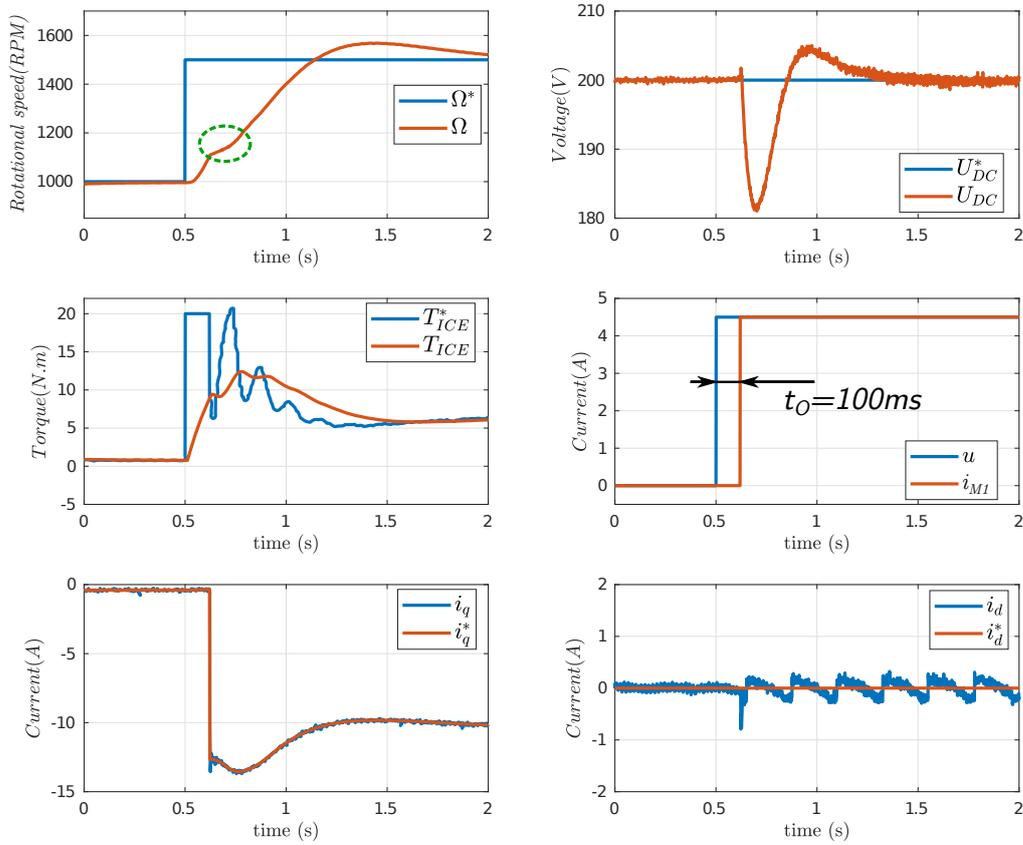 1600
1400
1200
1000
Rotational speed(RPM)
Ω*
Ω
0 0.5 1 1.5 2
time (s)
210
200
190
180
Voltage(V)
U*DC
UDC
0 0.5 1 1.5 2
time (s)
20
15
10
5
0
-5
Torque(N.m)
T*ICE
TICE
0 0.5 1 1.5 2
time (s)
5
4
3
2
1
0
Current(A)
tO=100ms
u
iM1
0 0.5 1 1.5 2
time (s)
0
-5
-10
-15
Current(A)
iq
i*q
0 0.5 1 1.5 2
time (s)
2
1
0
-1
-2
Current(A)
id
i*d
0 0.5 1 1.5 2
time (s)